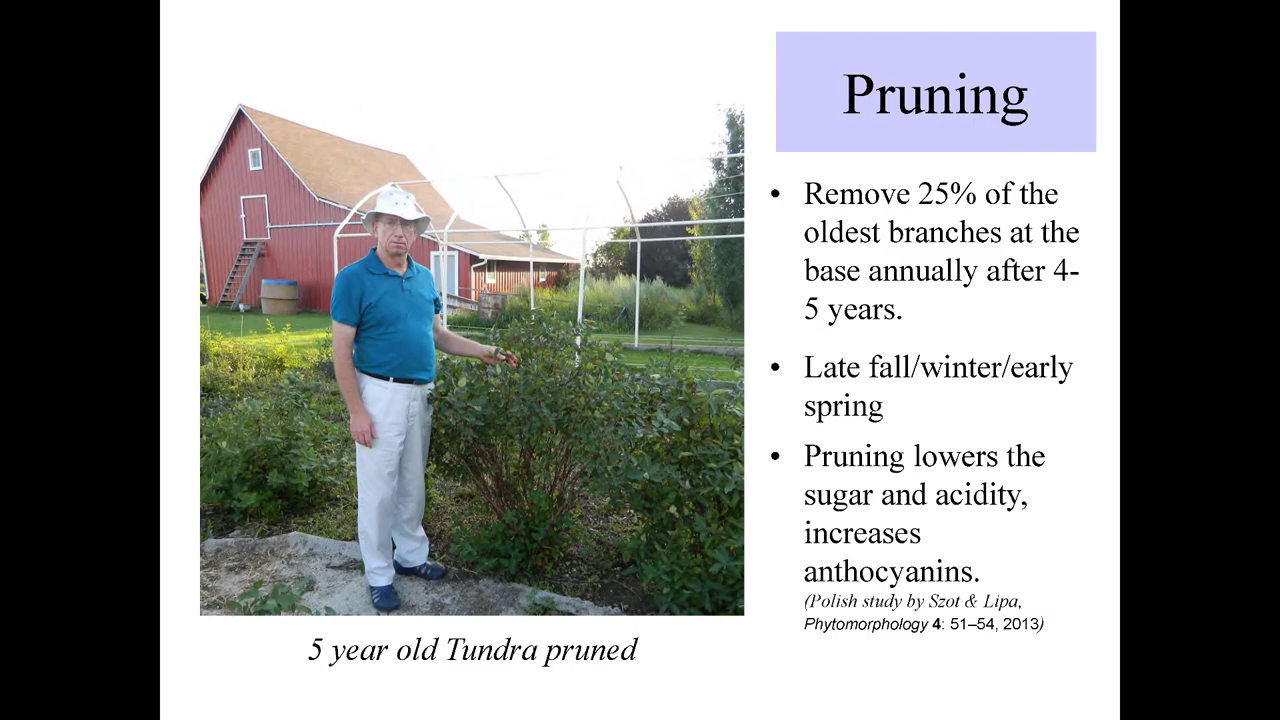 Pruning
• Remove 25% of the
oldest branches at the
base annually after 4-
5 years.
• Late fall/winter/early
spring
• Pruning lowers the
sugar and acidity,
increases
anthocyanins.
(Polish study by Szot & Lipa,
Phytomorphology 4: 51–54, 2013)
5 year old Tundra pruned